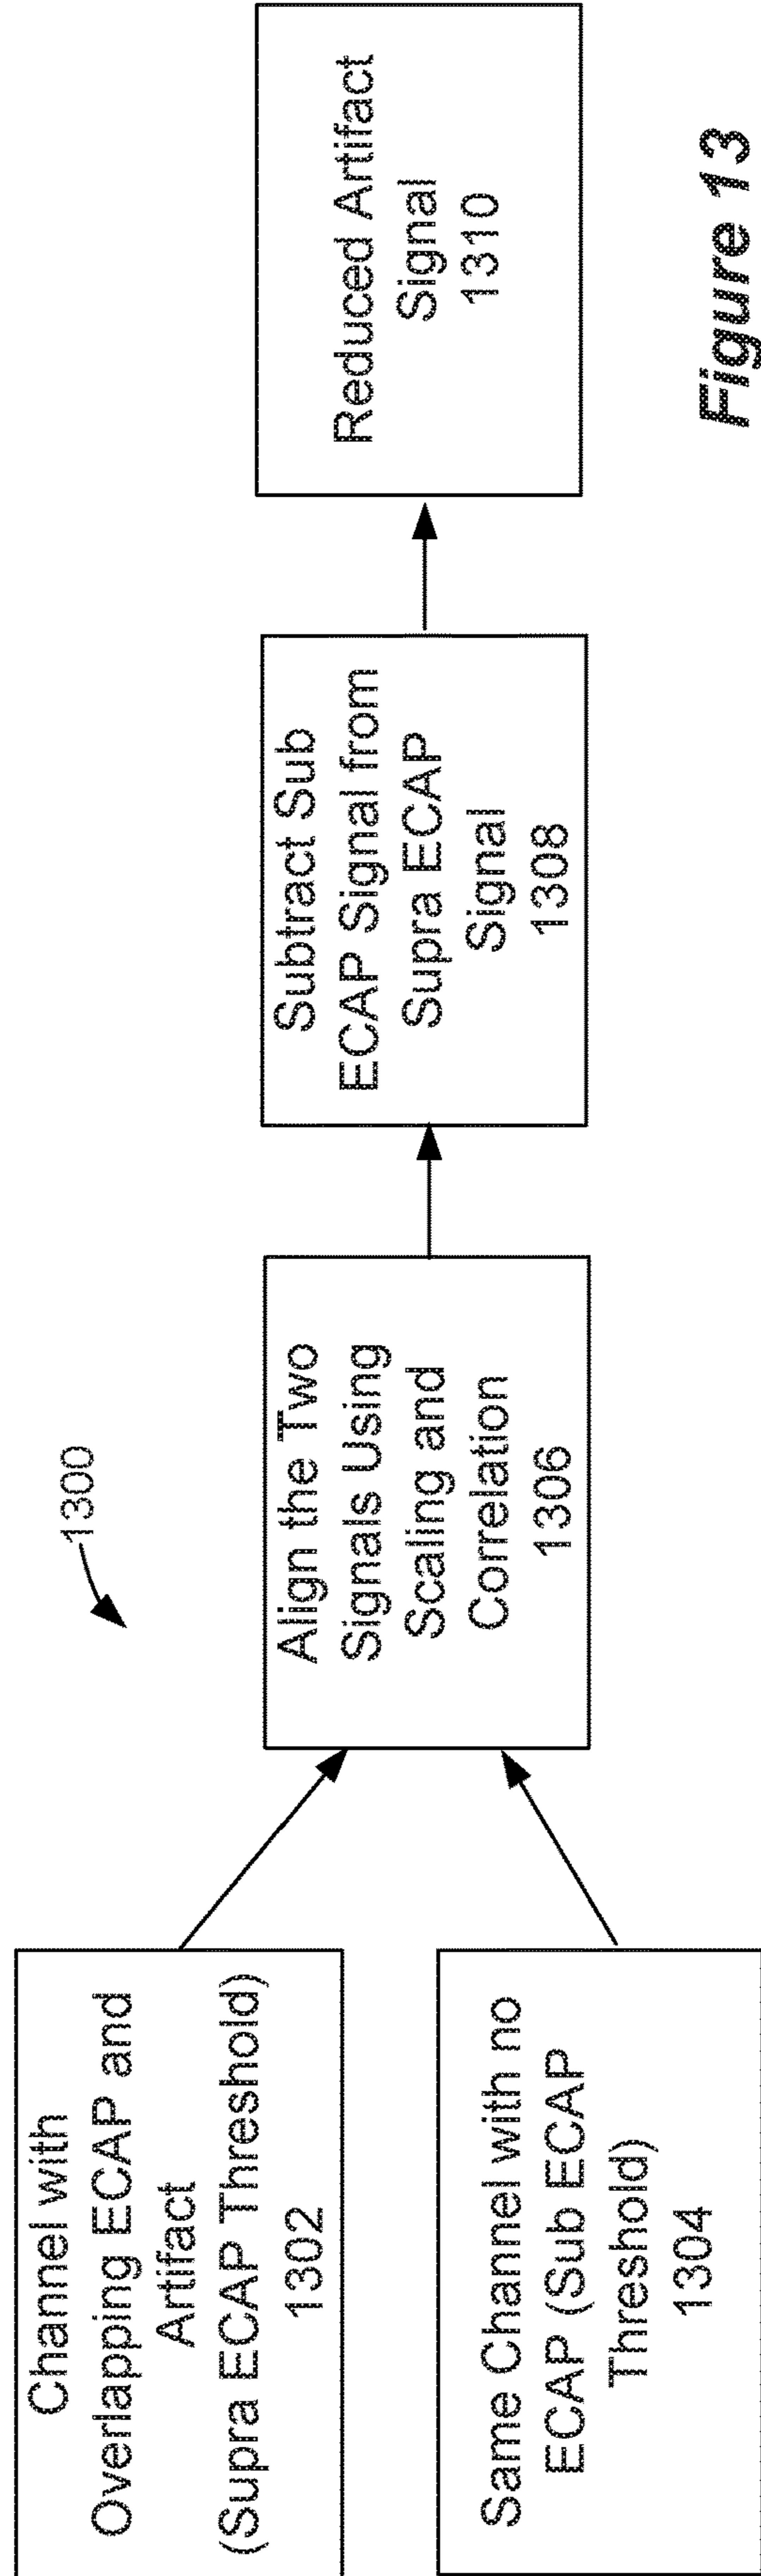 1300
Channel with
Overlapping ECAP and
Artifact
(Supra ECAP Threshold)
1302
Same Channel with no
ECAP (Sub ECAP
Threshold)
1304
Align the Two
Signals Using
Scaling and
Correlation
1306
Subtract Sub
ECAP Signal from
Supra ECAP
Signal
1308
Reduced Artifact
Signal
1310
Figure 13